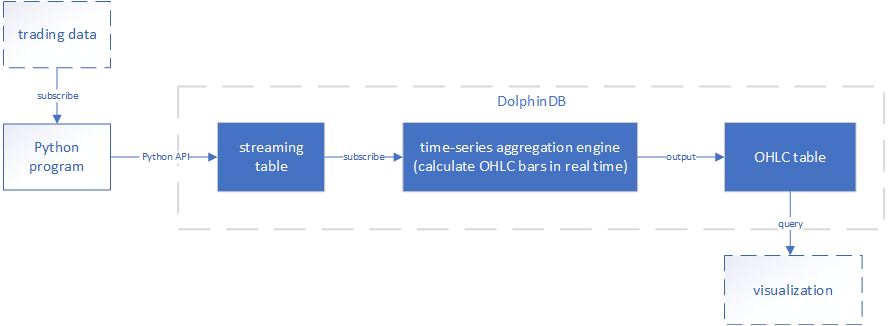 trading data
subscribe
DolphinDB
Python
program
Python API
streaming
table
subscribe
time-series aggregation engine
(calculate OHLC bars in real time)
output
OHLC table
query
visualization